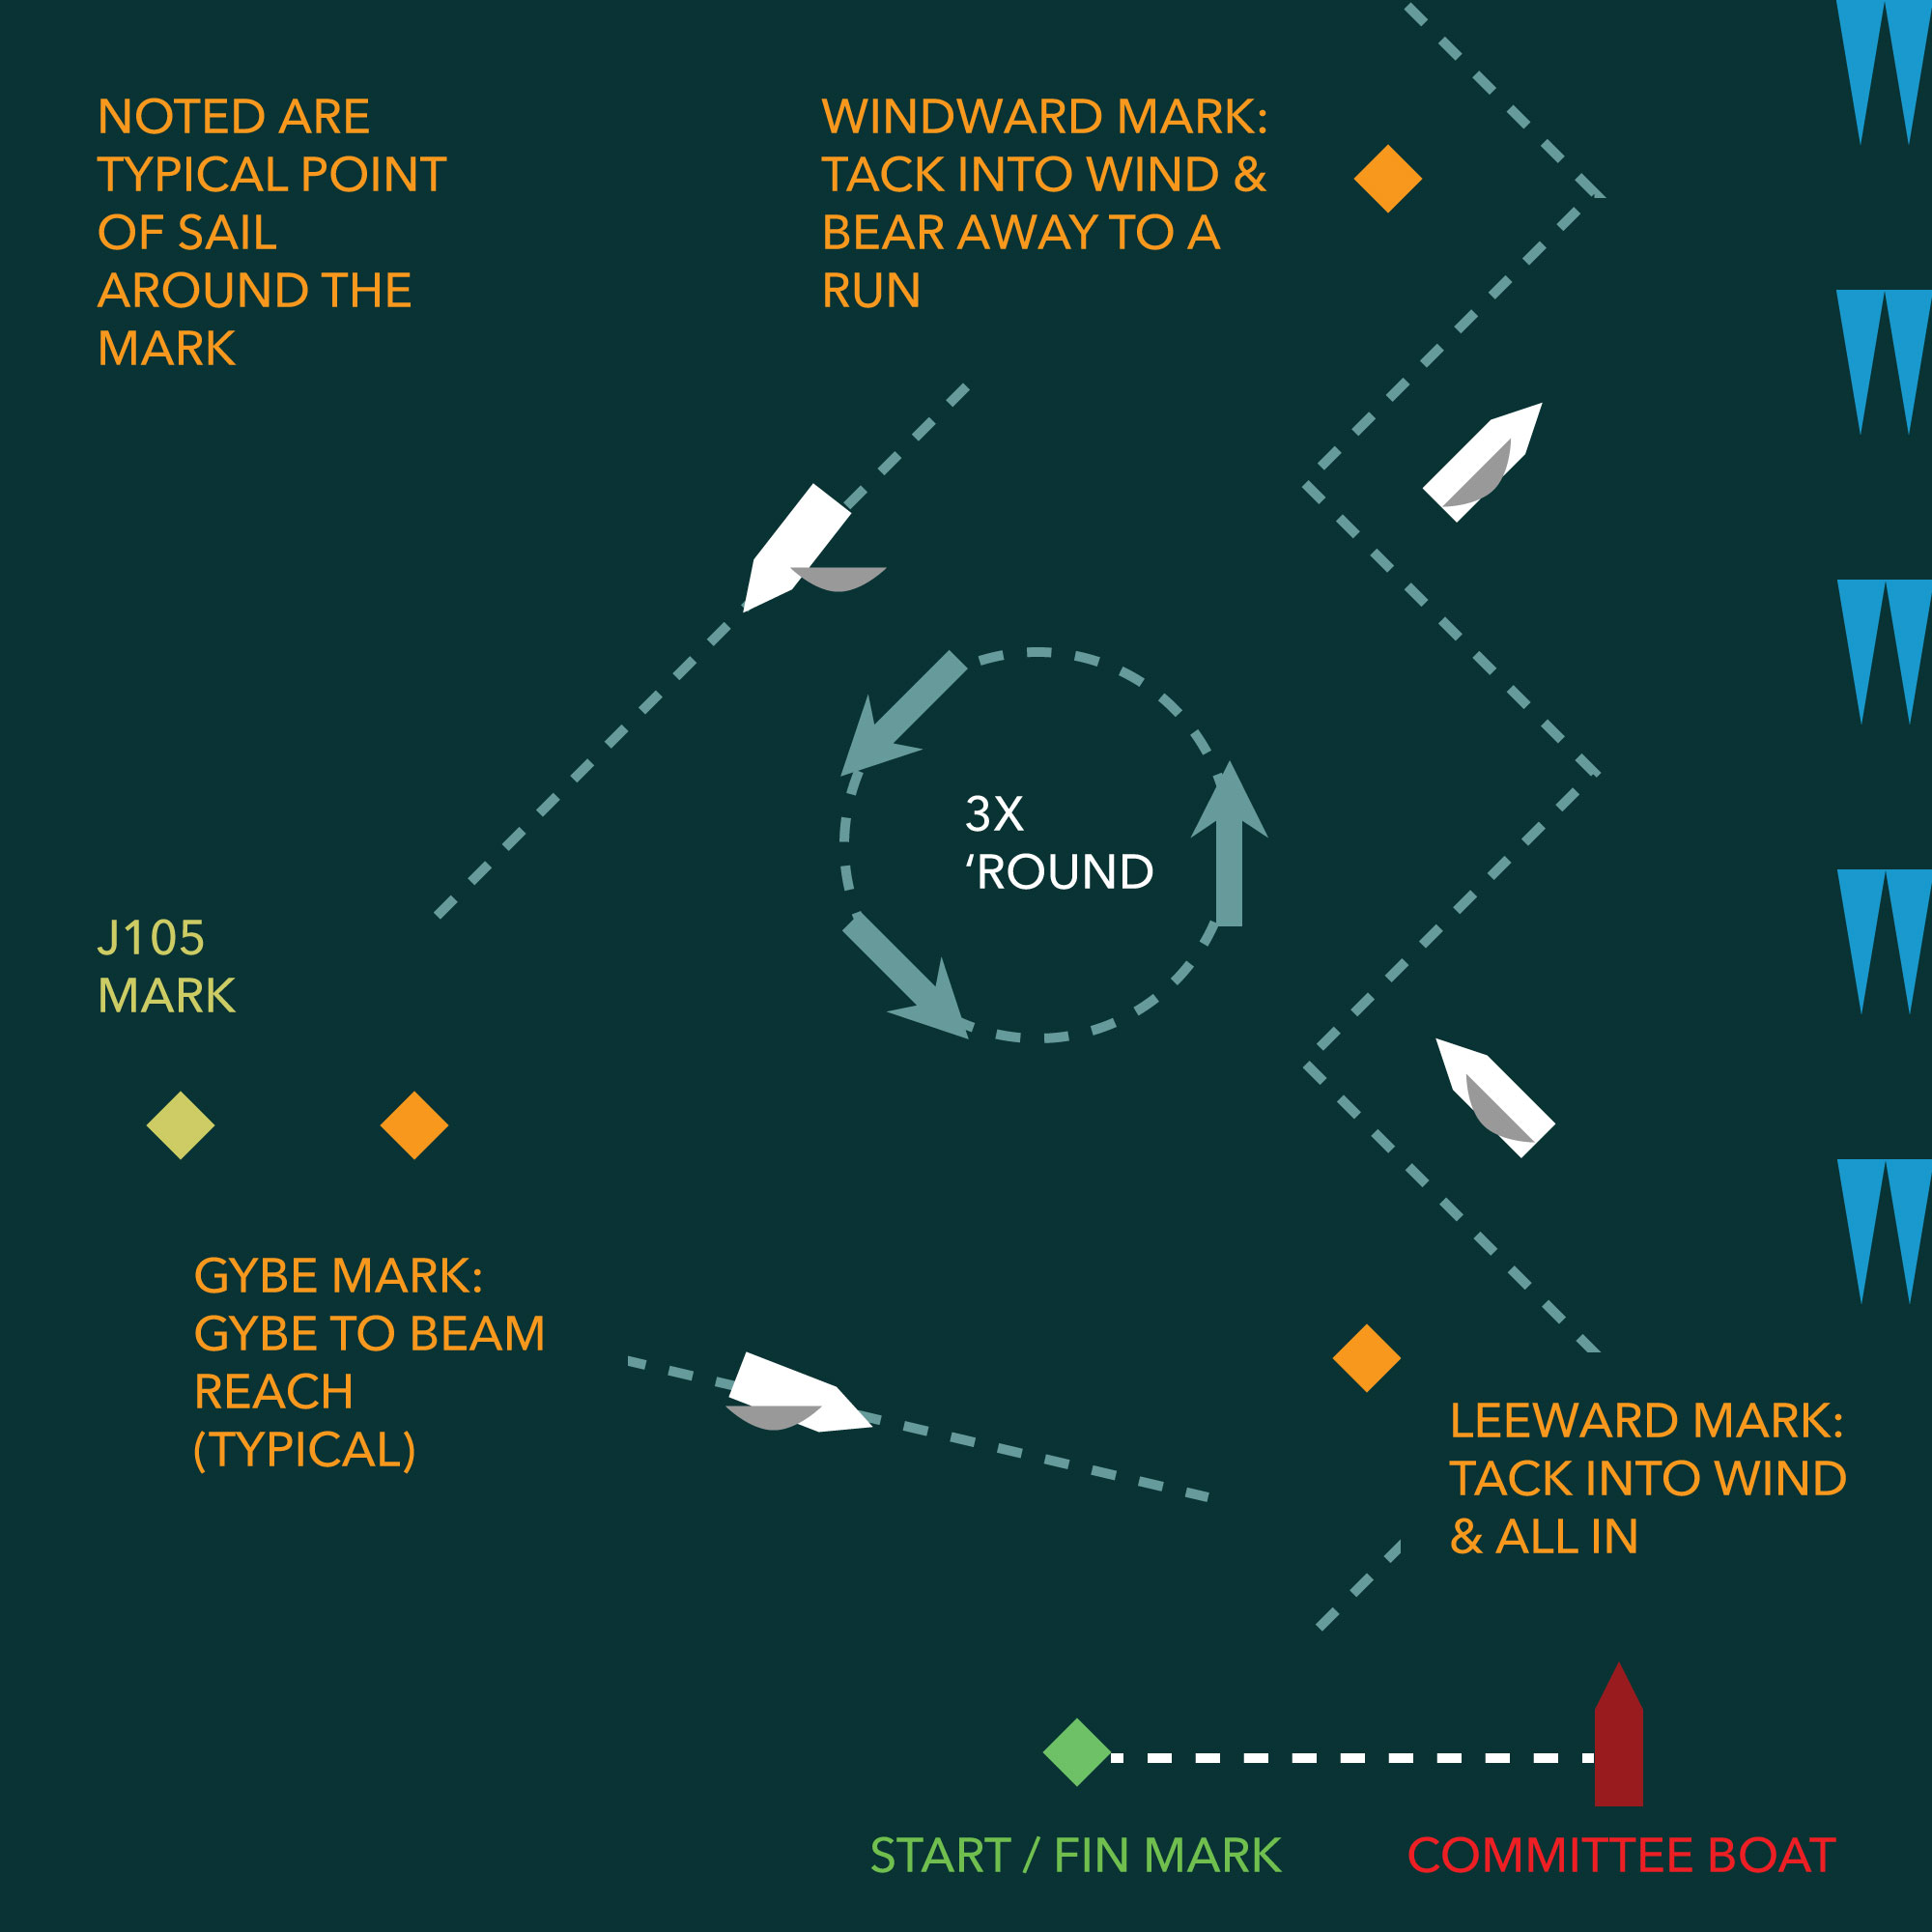 NOTED ARE
TYPICAL POINT
OF SAIL
AROUND THE
MARK
WINDWARD MARK:
TACK INTO WIND &
BEAR AWAY TO A
RUN
3X
‘ROUND
J105
MARK
GYBE MARK:
GYBE TO BEAM
REACH
(TYPICAL)
LEEWARD MARK:
TACK INTO WIND
& ALL IN
START / FIN MARK
COMMITTEE BOAT